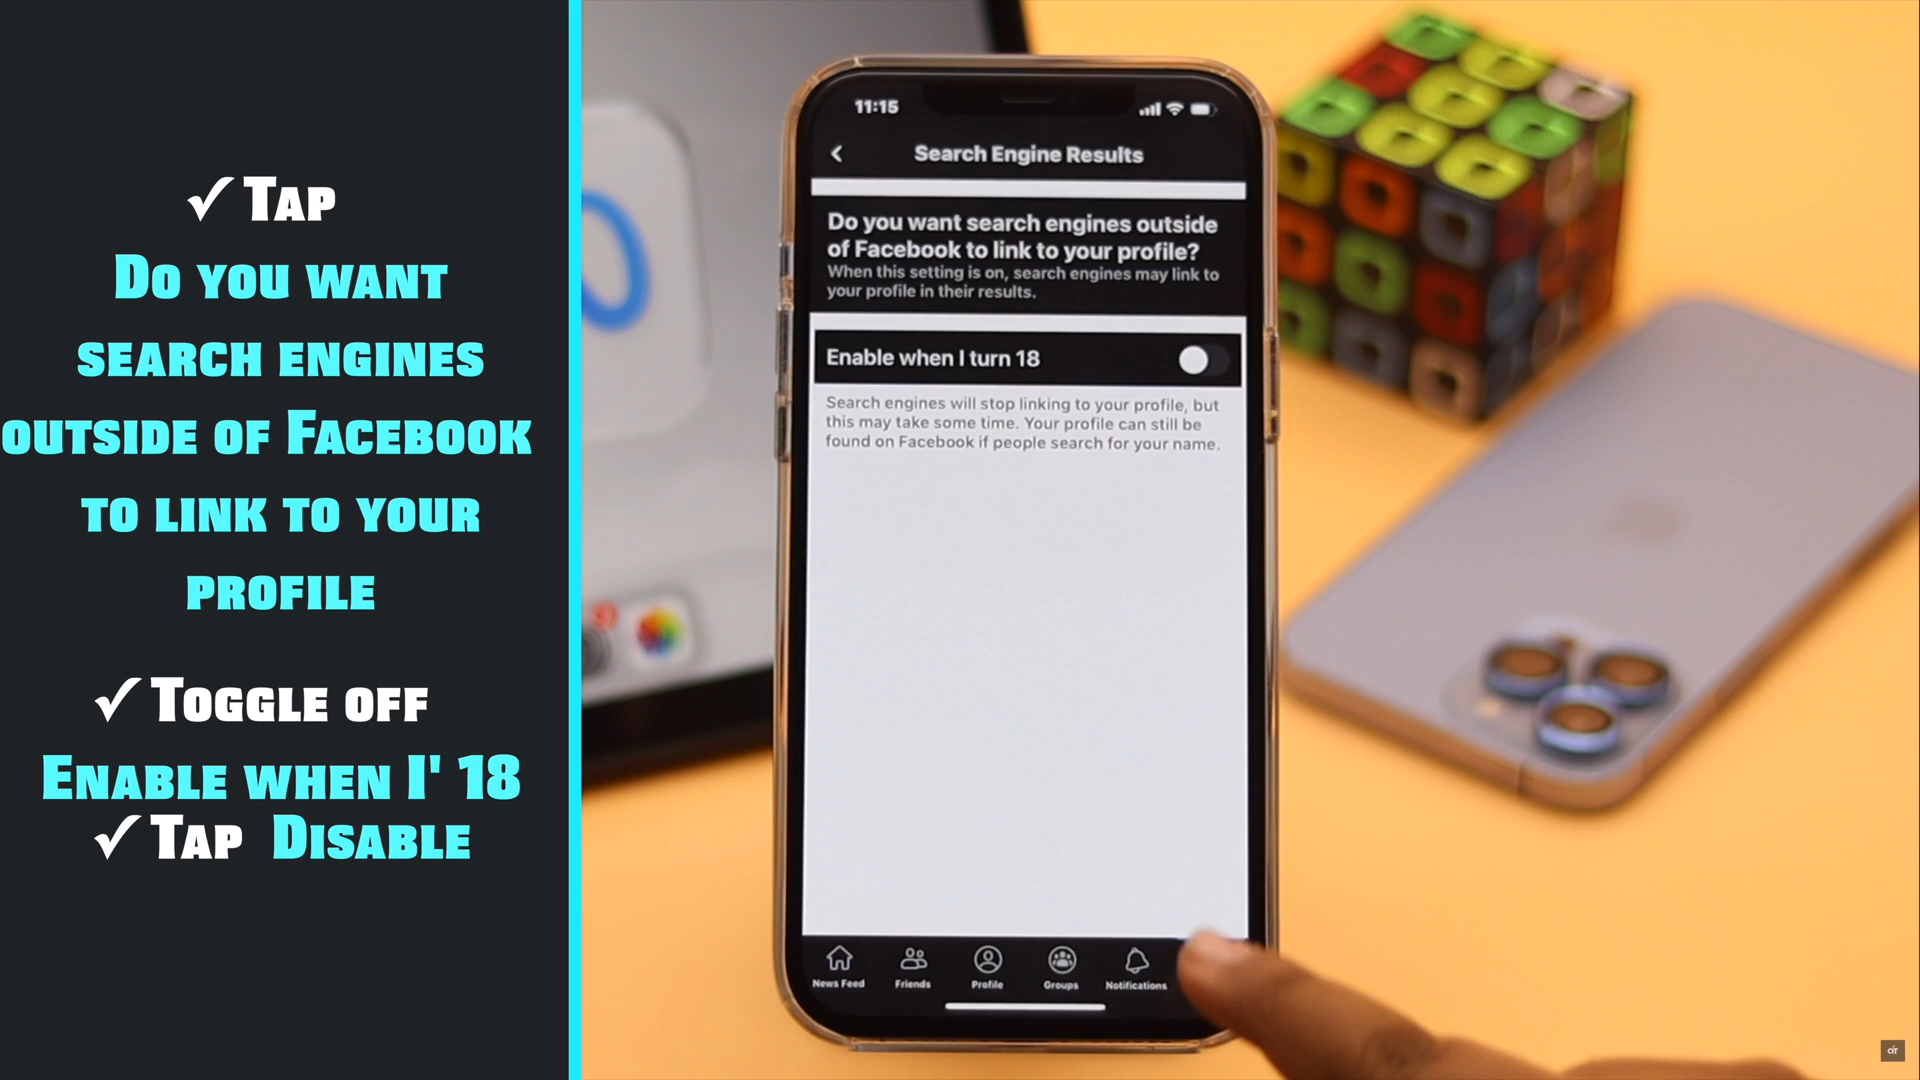 ✓Tap
Do you want
search engines
outside of Facebook
to link to your
profile
✓Toggle off
Enable when I' 18
✓Tap Disable
11:15
Search Engine Results
Do you want search engines outside
of Facebook to link to your profile?
When this setting is on, search engines may link to
your profile in their results.
Enable when I turn 18
Search engines will stop linking to your profile, but
this may take some time. Your profile can still be
found on Facebook if people search for your name.
News Feed
Friends
Profile
Groups
Notifications